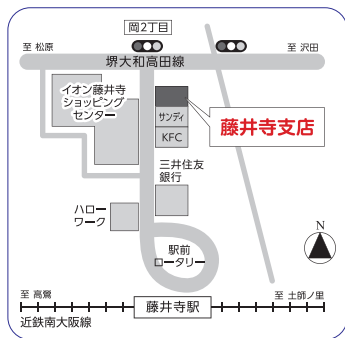 岡2丁目
至 松原
至 沢田
堺大和高田線
イオン藤井寺
ショッピング
センター
サンディ
KFC
藤井寺支店
三井住友
銀行
ハロー
ワーク
駅前
ロータリー
N
至 高鷲
藤井寺駅
至 土師ノ里
近鉄南大阪線